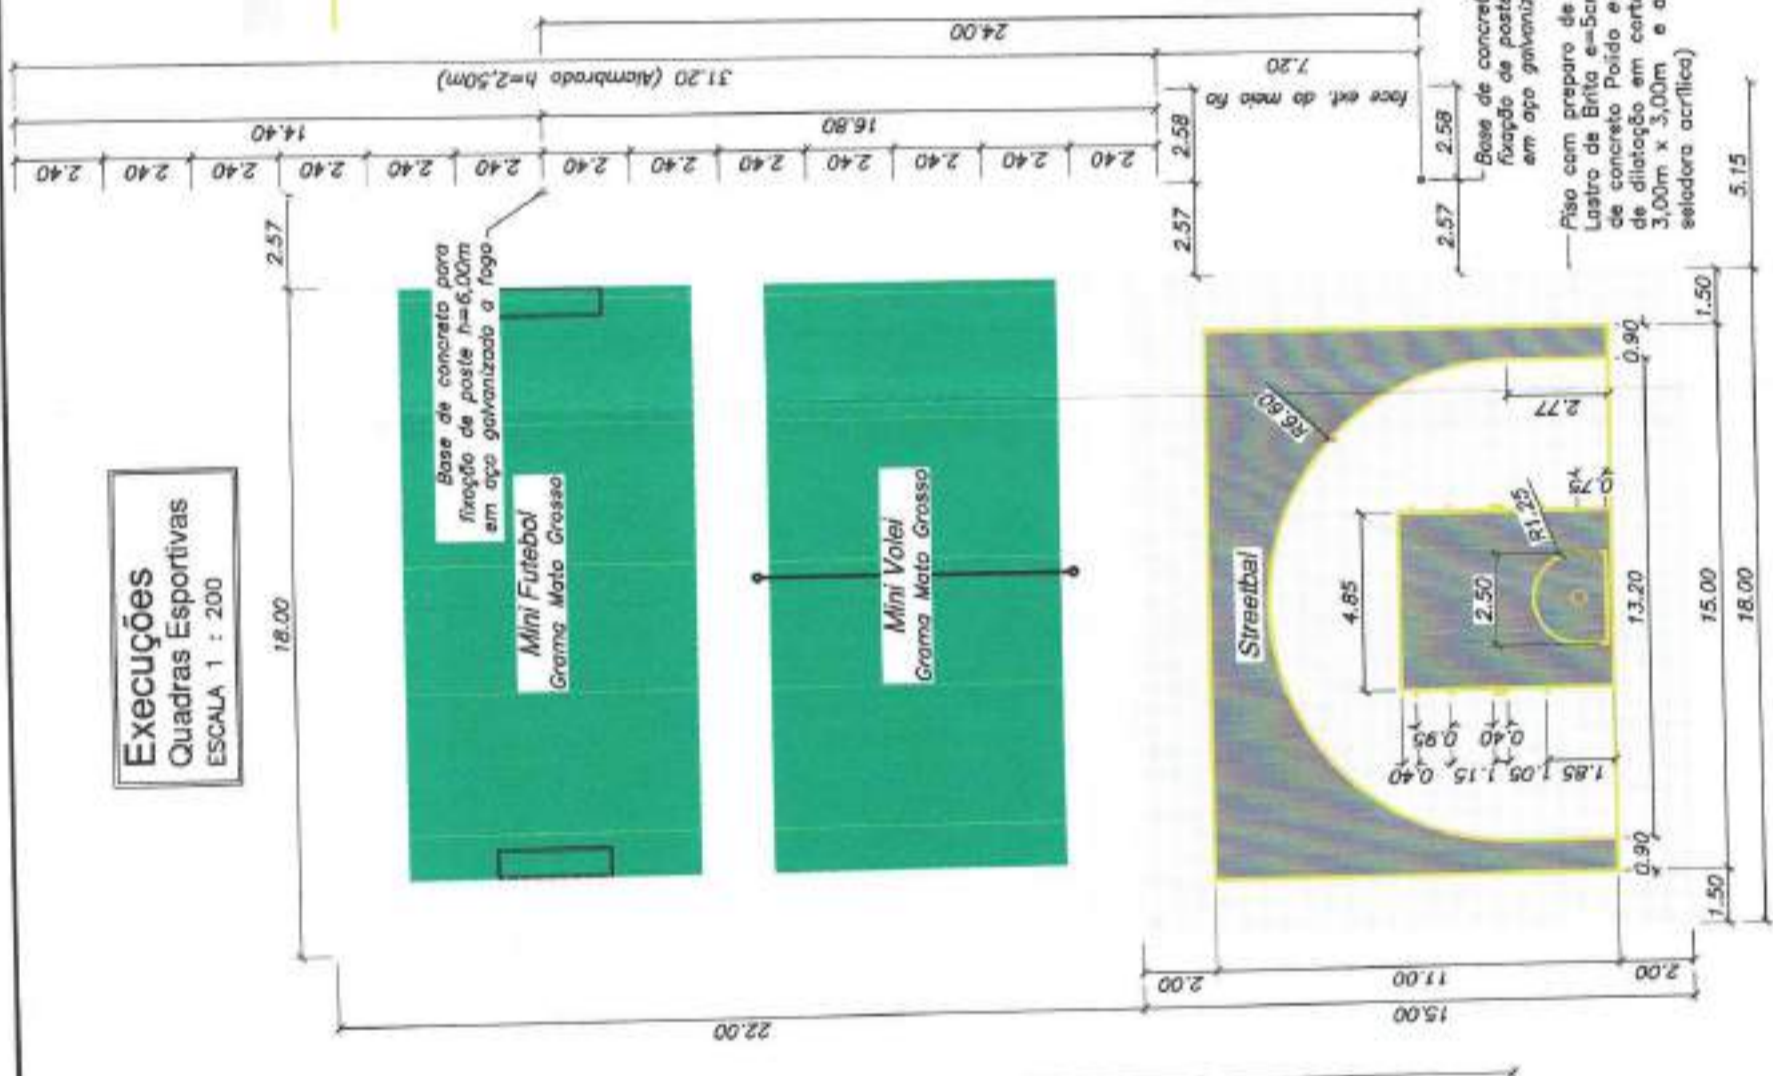 Execuções
Quadras Esportivas
ESCALA 1 : 200
24.00
31.20 (Alambrado h=2,50m)
7.20
face ext. do meio fio
14.40
16.80
2.40
2.40
2.40
2.40
2.40
2.40
2.40
2.40
2.40
2.40
2.40
2.40
2.40
2.58
2.58
2.57
2.57
2.57
18.00
Base de concreto para
fixação de poste h=6,00m
em aço galvanizado a fogo
Mini Futebol
Grama Mato Grosso
Mini Volei
Grama Mato Grosso
Streetbal
R6.60
2.77
4.85
2.50
R1.25
0.40
0.95
1.15
0.40
1.05
1.85
0.90
13.20
0.90
1.50
15.00
1.50
18.00
5.15
2.00
11.00
2.00
22.00
15.00
Base de
fixação de
em aço
Piso com preparo de
Lastro de Brita
de concreto Polido e
de dilatação em
3,00m x 3,00m e
seladora acrílica)